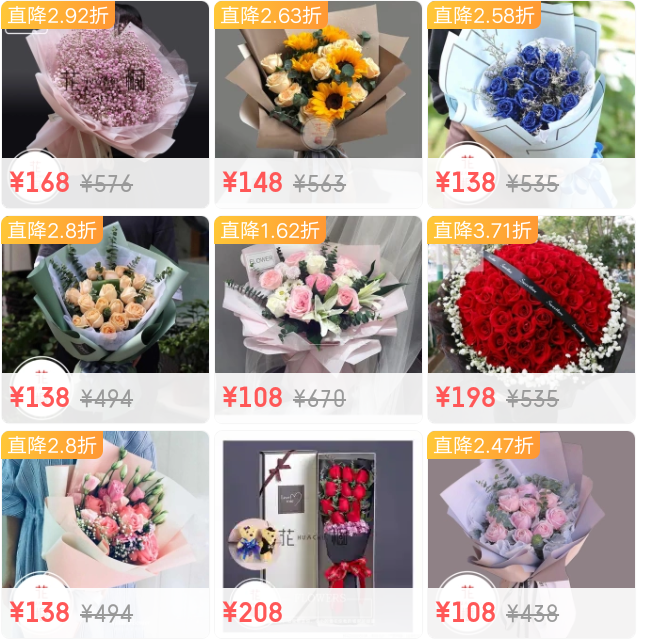 直降2.92折
直降2.63折
直降2.58折
¥168 ¥576
¥148 ¥563
¥138 ¥535
直降2.8折
直降1.62折
直降3.71折
FLOWER
¥138 ¥494
¥108 ¥670
¥198 ¥535
直降2.8折
直降2.47折
花
¥138 ¥494
¥208
¥108 ¥438